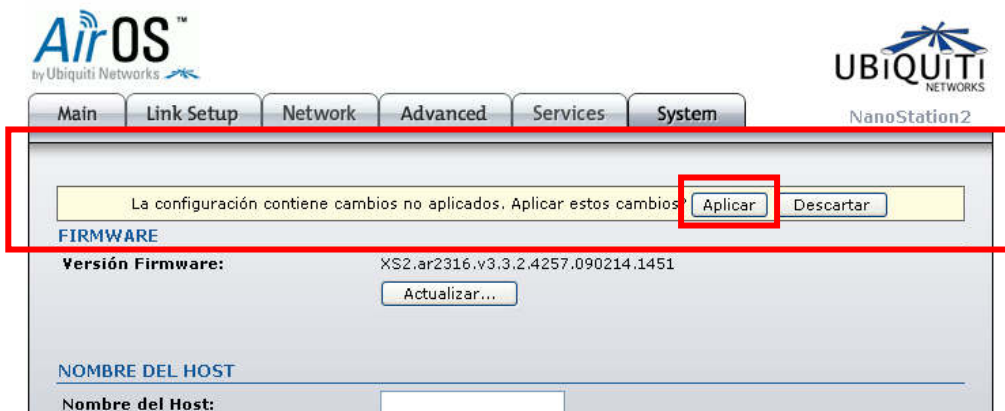 AirOS™
by Ubiquiti Networks
UBiQUiTi
NETWORKS
Main Link Setup Network Advanced Services System
NanoStation2
La configuración contiene cambios no aplicados. Aplicar estos cambios? Aplicar Descartar
FIRMWARE
Versión Firmware: XS2.ar2316.v3.3.2.4257.090214.1451
Actualizar...
NOMBRE DEL HOST
Nombre del Host: